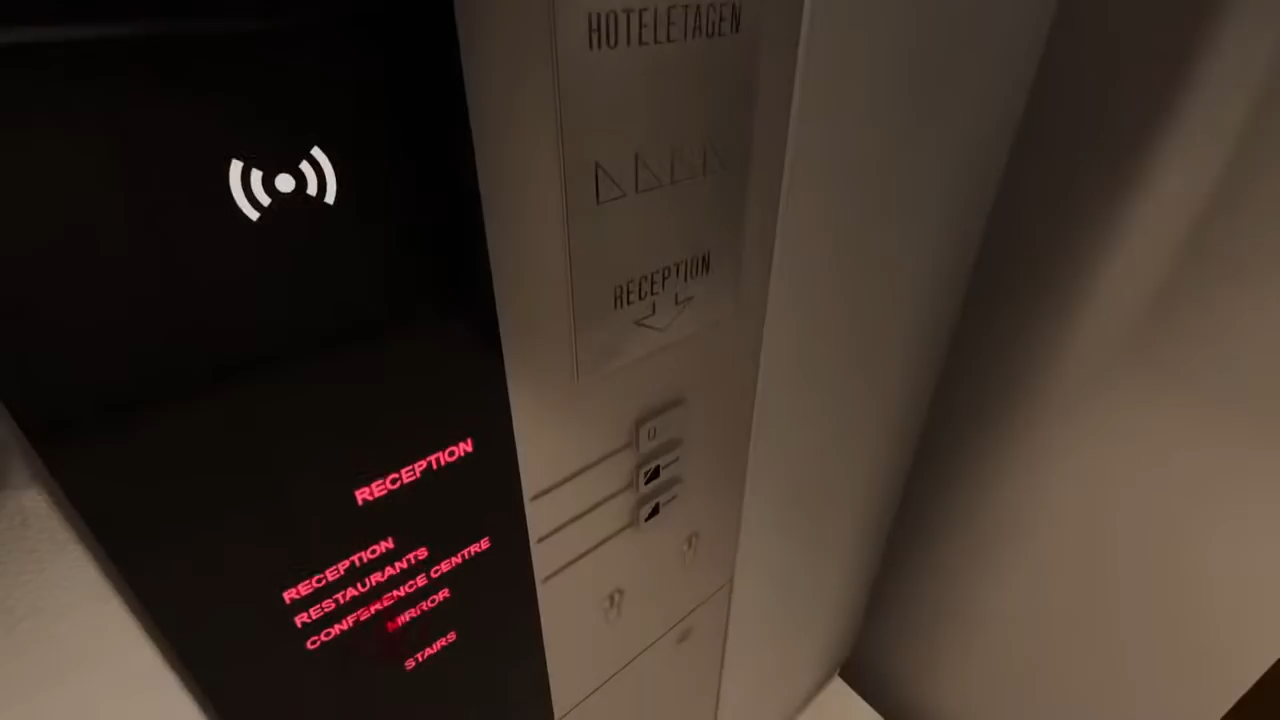 HOTELETAGEN
RECEPTION
RECEPTION
RECEPTION
RESTAURANTS
CONFERENCE CENTRE
MIRROR
STAIRS